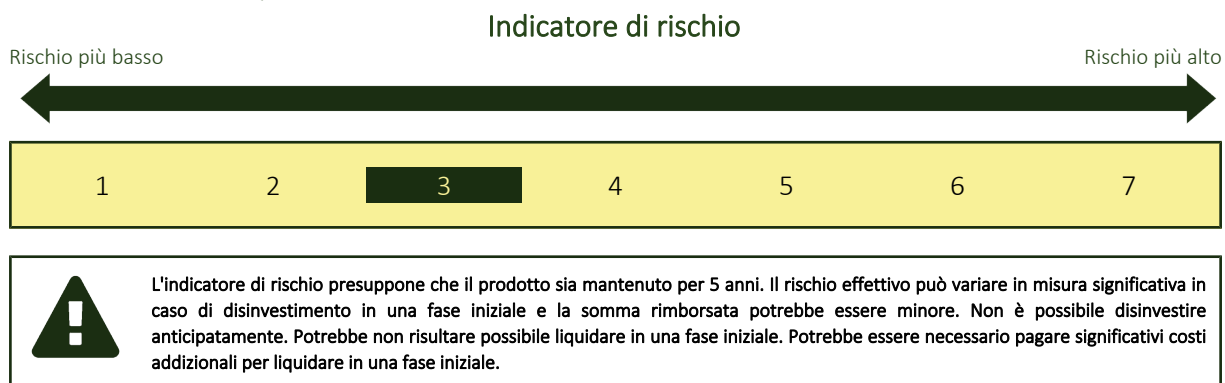 Indicatore di rischio
Rischio più basso
Rischio più alto
1 2 3 4 5 6 7
L'indicatore di rischio presuppone che il prodotto sia mantenuto per 5 anni. Il rischio effettivo può variare in misura significativa in
caso di disinvestimento in una fase iniziale e la somma rimborsata potrebbe essere minore. Non è possibile disinvestire
anticipatamente. Potrebbe non risultare possibile liquidare in una fase iniziale. Potrebbe essere necessario pagare significativi costi
addizionali per liquidare in una fase iniziale.